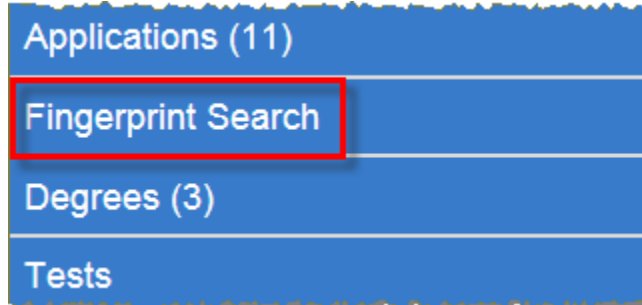 Applications (11)
Fingerprint Search
Degrees (3)
Tests